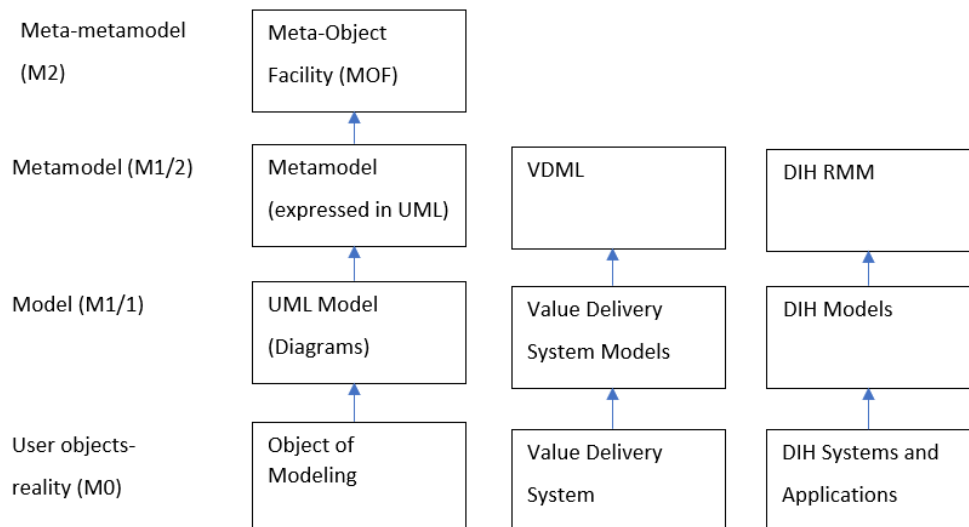 Meta-metamodel
(M2)
Meta-Object
Facility (MOF)
Metamodel (M1/2)
Metamodel
(expressed in UML)
VDML
DIH RMM
Model (M1/1)
UML Model
(Diagrams)
Value Delivery
System Models
DIH Models
User objects-
reality (M0)
Object of
Modeling
Value Delivery
System
DIH Systems and
Applications